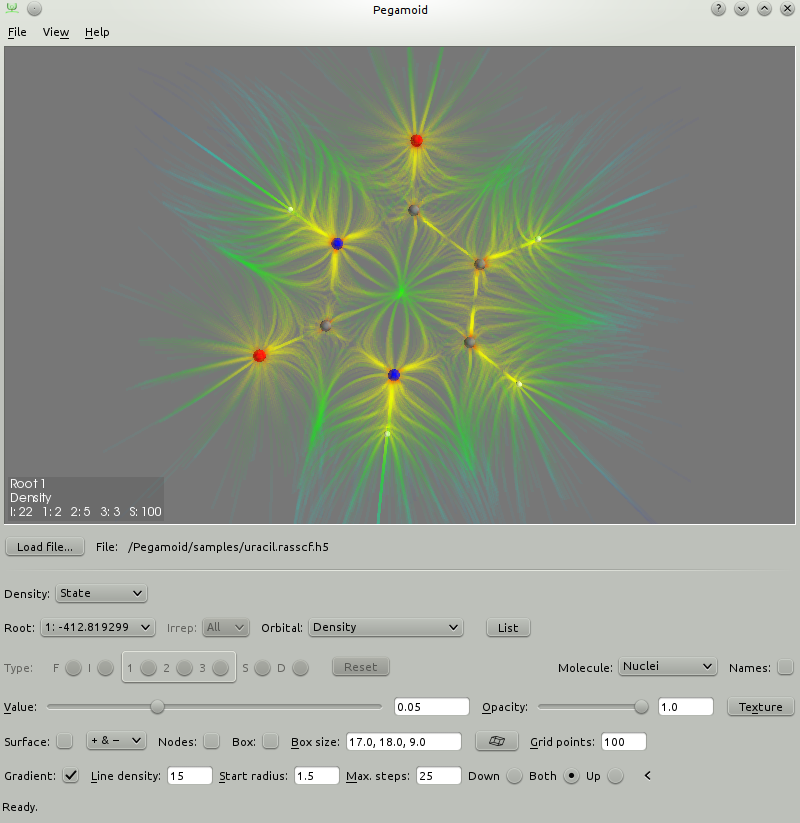 Pegamoid
File View Help
Root 1
Density
I: 22 1: 2 2: 5 3: 3 S: 100
Load file... File: /Pegamoid/samples/uracil.rasscf.h5
Density: State
Root: 1: -412.819299 Irrep: All Orbital: Density List
Type: F I 1 2 3 S D Reset Molecule: Nuclei Names:
Value: 0.05 Opacity: 1.0 Texture
Surface: + & − Nodes: Box: Box size: 17.0, 18.0, 9.0 Grid points: 100
Gradient: Line density: 15 Start radius: 1.5 Max. steps: 25 Down Both Up <
Ready.